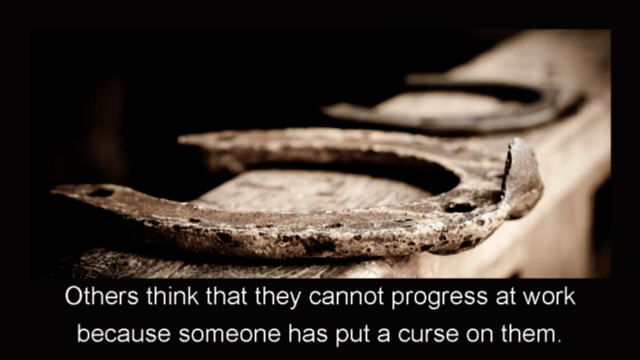 Others think that they cannot progress at work
because someone has put a curse on them.